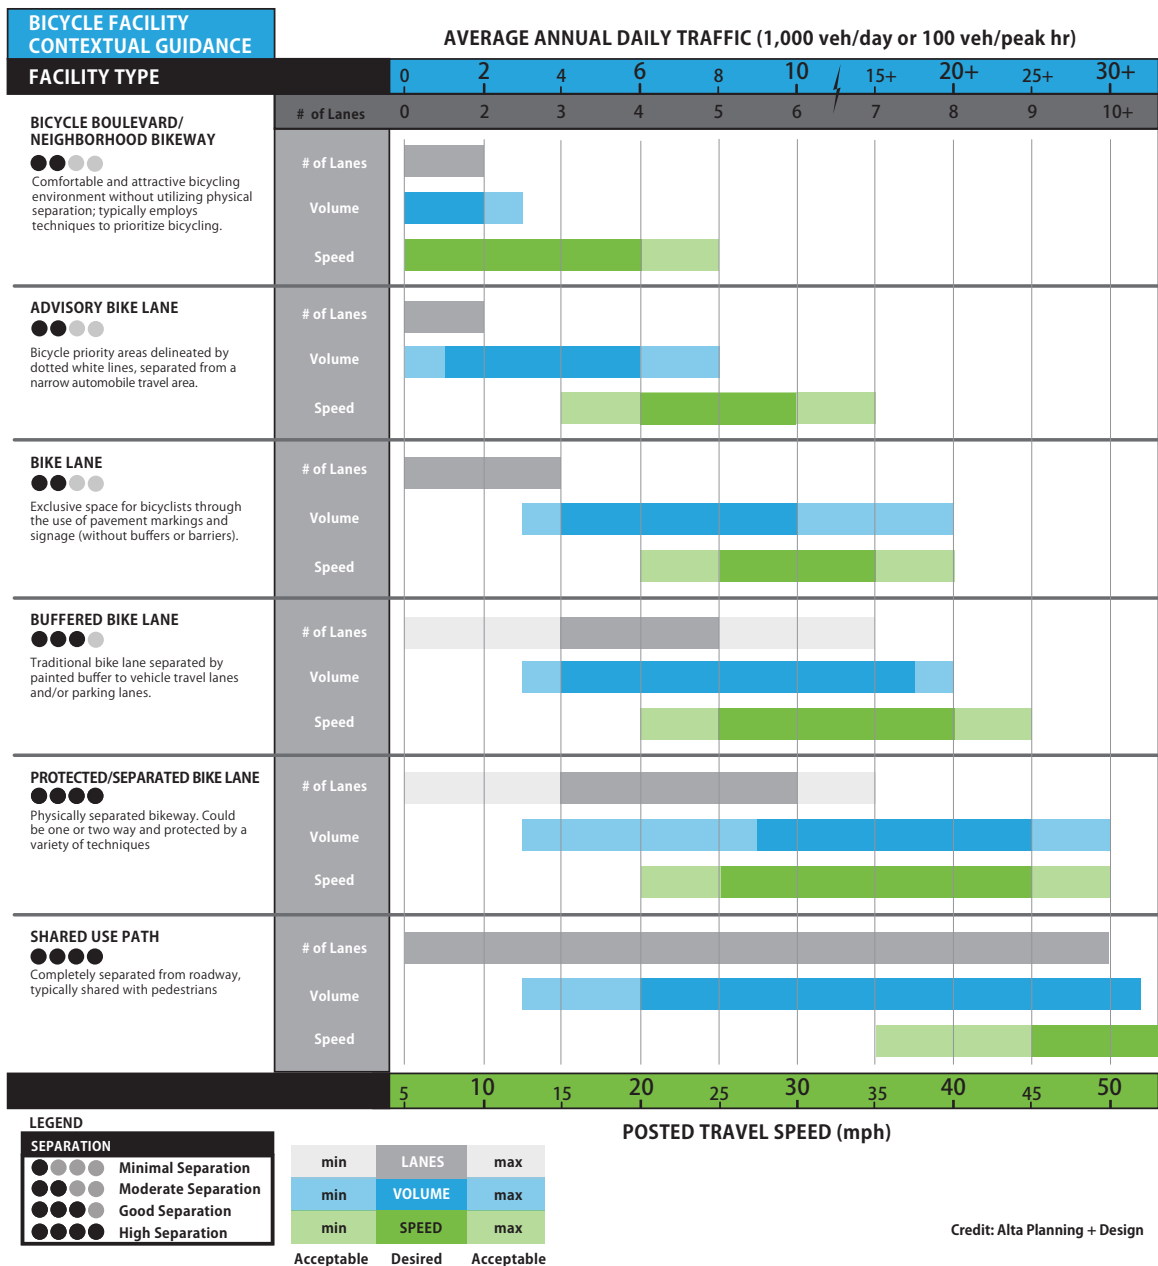 BICYCLE FACILITY
CONTEXTUAL GUIDANCE
AVERAGE ANNUAL DAILY TRAFFIC (1,000 veh/day or 100 veh/peak hr)
FACILITY TYPE
0 2 4 6 8 10 15+ 20+ 25+ 30+
# of Lanes 0 2 3 4 5 6 7 8 9 10+
BICYCLE BOULEVARD/
NEIGHBORHOOD BIKEWAY
Comfortable and attractive bicycling
environment without utilizing physical
separation; typically employs
techniques to prioritize bicycling.
# of Lanes
Volume
Speed
ADVISORY BIKE LANE
Bicycle priority areas delineated by
dotted white lines, separated from a
narrow automobile travel area.
# of Lanes
Volume
Speed
BIKE LANE
Exclusive space for bicyclists through
the use of pavement markings and
signage (without buffers or barriers).
# of Lanes
Volume
Speed
BUFFERED BIKE LANE
Traditional bike lane separated by
painted buffer to vehicle travel lanes
and/or parking lanes.
# of Lanes
Volume
Speed
PROTECTED/SEPARATED BIKE LANE
Physically separated bikeway. Could
be one or two way and protected by a
variety of techniques
# of Lanes
Volume
Speed
SHARED USE PATH
Completely separated from roadway,
typically shared with pedestrians
# of Lanes
Volume
Speed
5 10 15 20 25 30 35 40 45 50
POSTED TRAVEL SPEED (mph)
LEGEND
SEPARATION
Minimal Separation
Moderate Separation
Good Separation
High Separation
min LANES max
min VOLUME max
min SPEED max
Acceptable Desired Acceptable
Credit: Alta Planning + Design